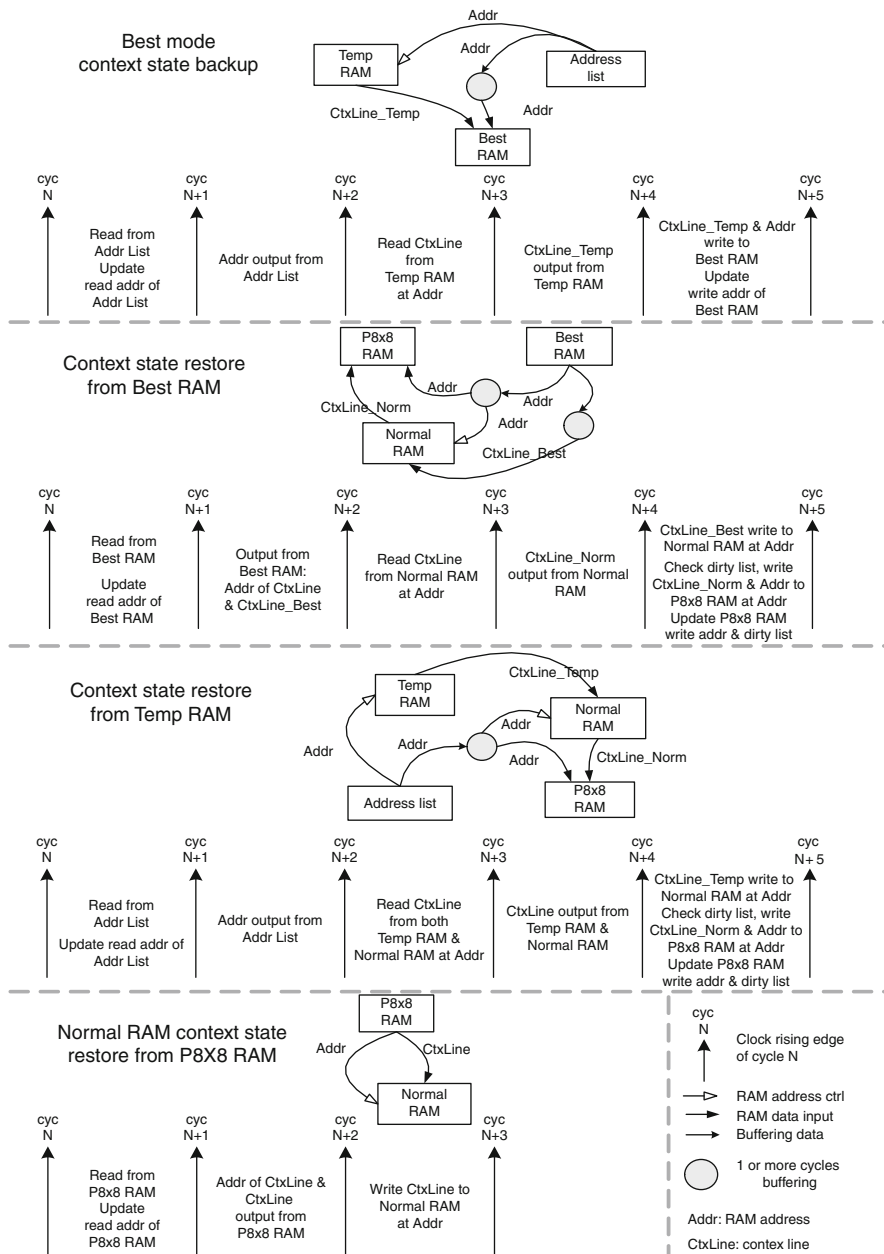 Best mode
context state backup
Addr
Temp
RAM
Addr
Address
list
CtxLine_Temp
Addr
Best
RAM
cyc
N
cyc
N+1
cyc
N+2
cyc
N+3
cyc
N+4
cyc
N+5
Read from
Addr List
Update
read addr of
Addr List
Addr output from
Addr List
Read CtxLine
from
Temp RAM
at Addr
CtxLine_Temp
output from
Temp RAM
CtxLine_Temp & Addr
write to
Best RAM
Update
write addr of
Best RAM
Context state restore
from Best RAM
P8x8
RAM
Best
RAM
Addr
Addr
CtxLine_Norm
Addr
Normal
RAM
CtxLine_Best
cyc
N
cyc
N+1
cyc
N+2
cyc
N+3
cyc
N+4
cyc
N+5
Read from
Best RAM
Update
read addr of
Best RAM
Output from
Best RAM:
Addr of CtxLine
& CtxLine_Best
Read CtxLine
from Normal RAM
at Addr
CtxLine_Norm
output from Normal
RAM
CtxLine_Best write to
Normal RAM at Addr
Check dirty list, write
CtxLine_Norm & Addr to
P8x8 RAM at Addr
Update P8x8 RAM
write addr & dirty list
Context state restore
from Temp RAM
CtxLine_Temp
Temp
RAM
Normal
RAM
Addr
Addr
Addr
Addr
CtxLine_Norm
Address list
P8x8
RAM
cyc
N
cyc
N+1
cyc
N+2
cyc
N+3
cyc
N+4
cyc
N+5
Read from
Addr List
Update read addr of
Addr List
Addr output from
Addr List
Read CtxLine
from both
Temp RAM &
Normal RAM at Addr
CtxLine output from
Temp RAM &
Normal RAM
CtxLine_Temp write to
Normal RAM at Addr
Check dirty list, write
CtxLine_Norm & Addr to
P8x8 RAM at Addr
Update P8x8 RAM
write addr & dirty list
Normal RAM context state
restore from P8X8 RAM
P8x8
RAM
Addr
CtxLine
Normal
RAM
cyc
N
cyc
N+1
cyc
N+2
cyc
N+3
Read from
P8x8 RAM
Update
read addr of
P8x8 RAM
Addr of CtxLine &
CtxLine
output from
P8x8 RAM
Write CtxLine to
Normal RAM
at Addr
cyc
N
Clock rising edge
of cycle N
RAM address ctrl
RAM data input
Buffering data
1 or more cycles
buffering
Addr: RAM address
CtxLine: contex line